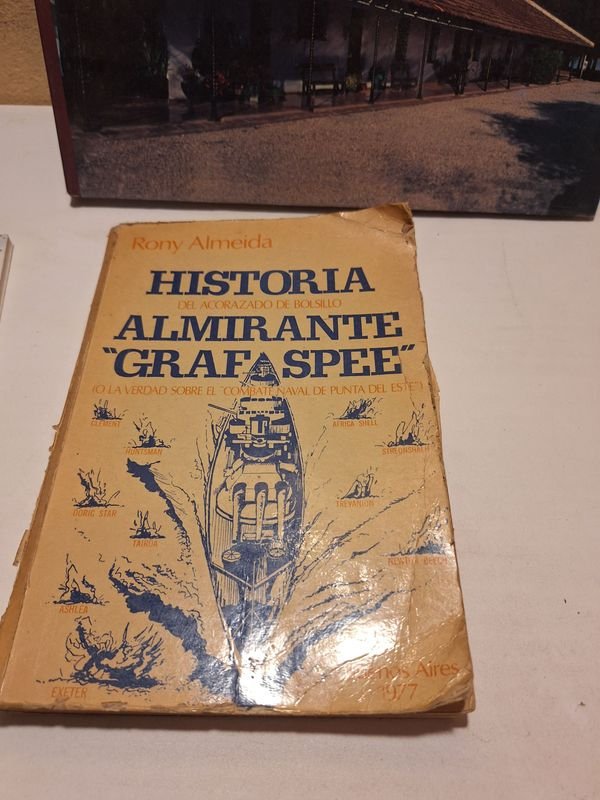 Rony Almeida
HISTORIA
DEL ACORAZADO DE BOLSILLO
ALMIRANTE
"GRAF SPEE"
(O LA VERDAD SOBRE EL "COMBATE NAVAL DE PUNTA DEL ESTE")
CLEMENT
AFRICA SHELL
HUNTSMAN
STREONSHALH
DORIC STAR
TREVANION
TAIROA
NEWTON BEECH
ASHLEA
EXETER
Aires
1977